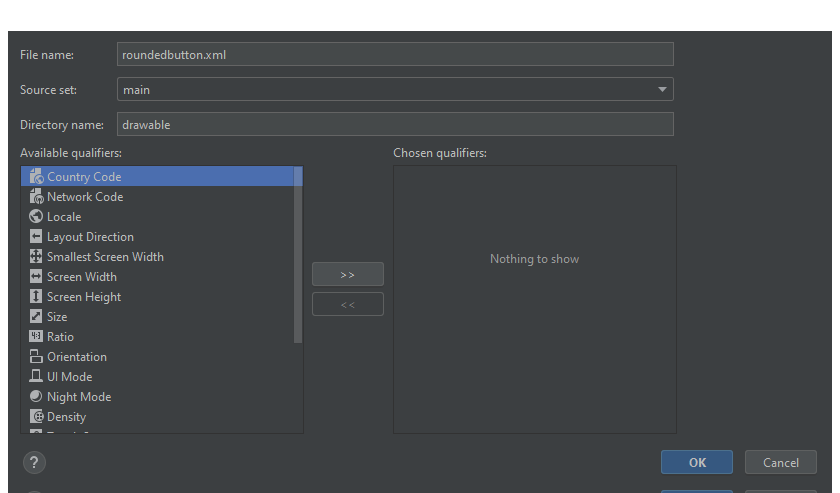 File name: roundedbutton.xml
Source set: main
Directory name: drawable
Available qualifiers: Chosen qualifiers:
Country Code
Network Code
Locale
Layout Direction
Smallest Screen Width
Nothing to show
Screen Width
>>
Screen Height
<<
Size
4:3 Ratio
Orientation
UI Mode
Night Mode
Density
? OK Cancel